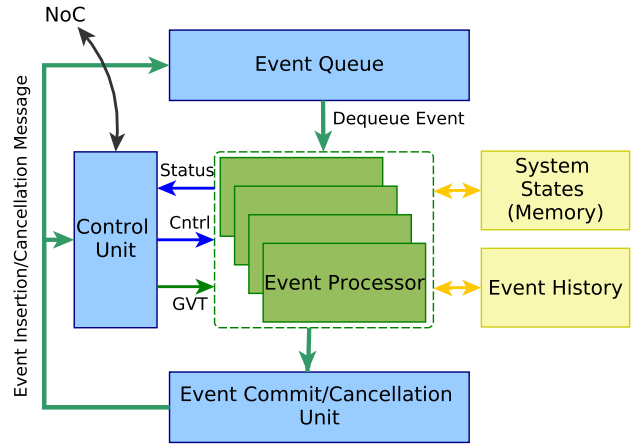 NoC
Event Queue
Dequeue Event
Event Insertion/Cancellation Message
Control
Unit
Status
Cntrl
GVT
Event Processor
System
States
(Memory)
Event History
Event Commit/Cancellation
Unit